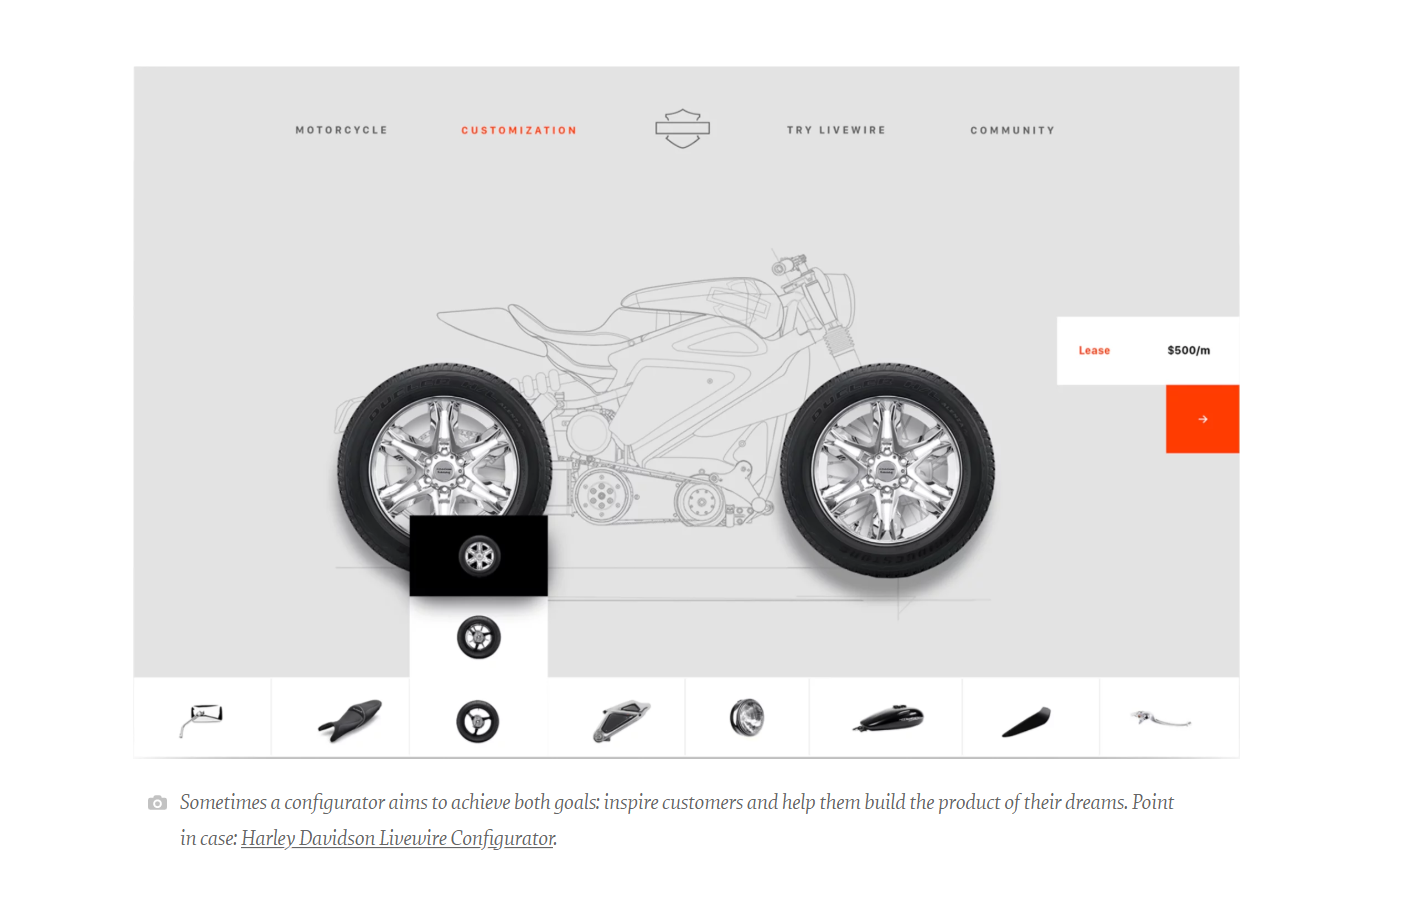 MOTORCYCLE CUSTOMIZATION TRY LIVEWIRE COMMUNITY
Lease $500/m
→
Sometimes a configurator aims to achieve both goals: inspire customers and help them build the product of their dreams. Point
in case: Harley Davidson Livewire Configurator.